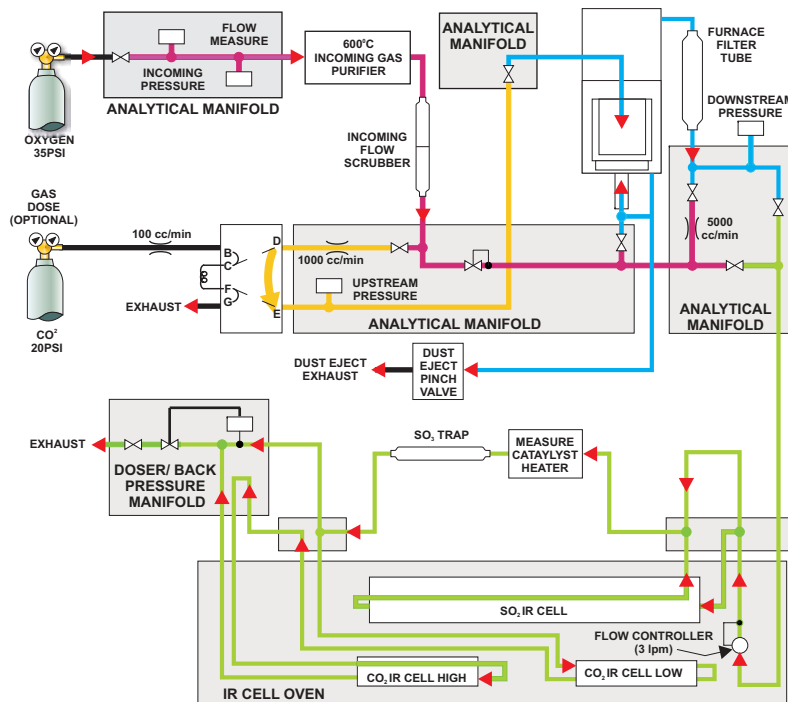 FLOW
MEASURE
INCOMING
PRESSURE
ANALYTICAL MANIFOLD
600°C
INCOMING GAS
PURIFIER
ANALYTICAL
MANIFOLD
FURNACE
FILTER
TUBE
DOWNSTREAM
PRESSURE
OXYGEN
35PSI
INCOMING
FLOW
SCRUBBER
GAS
DOSE
(OPTIONAL)
100 cc/min
B
C
F
G
D
E
1000 cc/min
5000
cc/min
UPSTREAM
PRESSURE
EXHAUST
ANALYTICAL MANIFOLD
ANALYTICAL
MANIFOLD
CO²
20PSI
DUST EJECT
EXHAUST
DUST
EJECT
PINCH
VALVE
EXHAUST
DOSER/ BACK
PRESSURE
MANIFOLD
SO₃ TRAP
MEASURE
CATAYLYST
HEATER
SO₂ IR CELL
FLOW CONTROLLER
(3 lpm)
CO₂ IR CELL HIGH
CO₂ IR CELL LOW
IR CELL OVEN